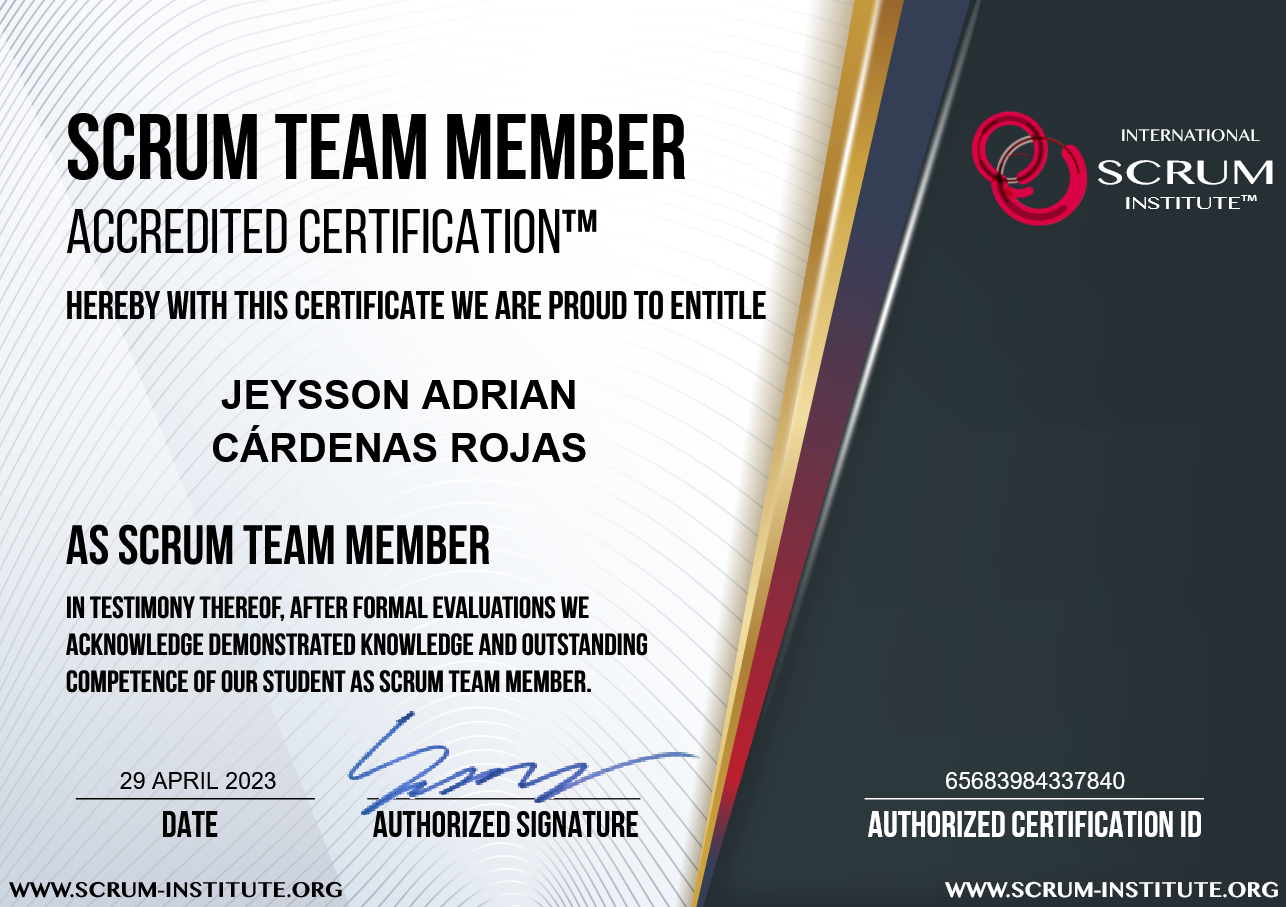 SCRUM TEAM MEMBER
ACCREDITED CERTIFICATION™
HEREBY WITH THIS CERTIFICATE WE ARE PROUD TO ENTITLE
JEYSSON ADRIAN
CÁRDENAS ROJAS
AS SCRUM TEAM MEMBER
IN TESTIMONY THEREOF, AFTER FORMAL EVALUATIONS WE
ACKNOWLEDGE DEMONSTRATED KNOWLEDGE AND OUTSTANDING
COMPETENCE OF OUR STUDENT AS SCRUM TEAM MEMBER.
29 APRIL 2023
DATE
AUTHORIZED SIGNATURE
WWW.SCRUM-INSTITUTE.ORG
INTERNATIONAL
SCRUM
INSTITUTE™
65683984337840
AUTHORIZED CERTIFICATION ID
WWW.SCRUM-INSTITUTE.ORG